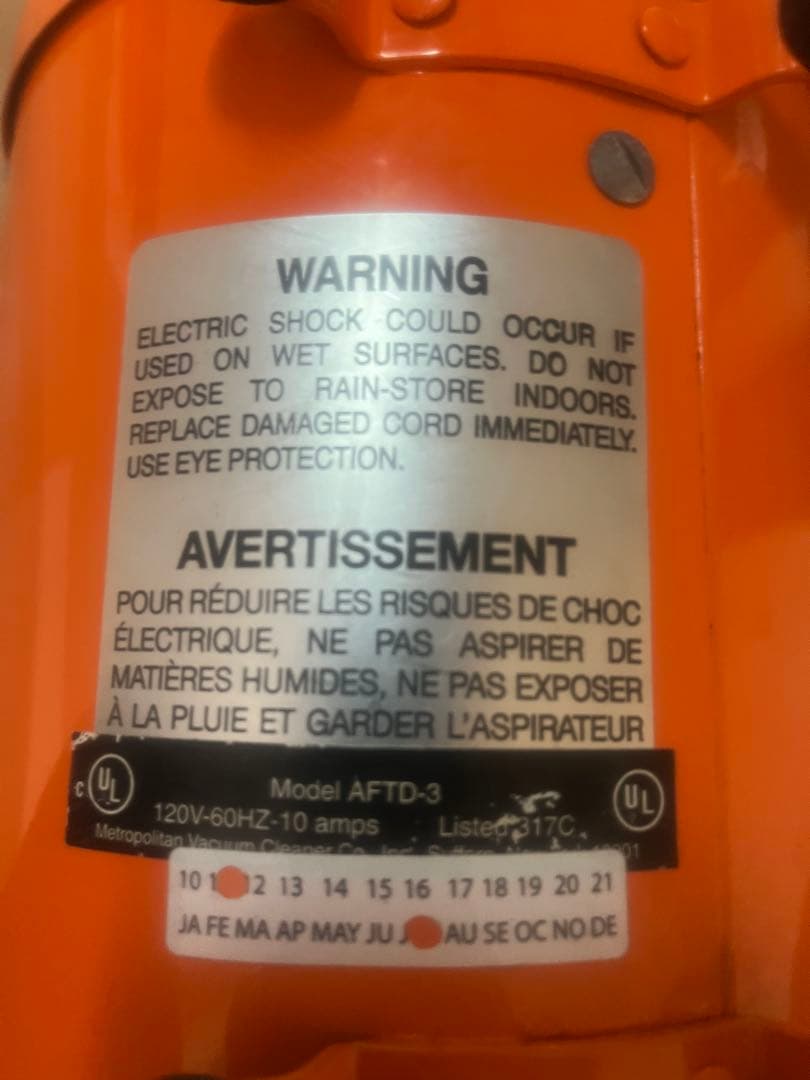 WARNING
ELECTRIC SHOCK COULD OCCUR IF
USED ON WET SURFACES. DO NOT
EXPOSE TO RAIN-STORE INDOORS.
REPLACE DAMAGED CORD IMMEDIATELY.
USE EYE PROTECTION.
AVERTISSEMENT
POUR RÉDUIRE LES RISQUES DE CHOC
ÉLECTRIQUE, NE PAS ASPIRER DE
MATIÈRES HUMIDES, NE PAS EXPOSER
À LA PLUIE ET GARDER L'ASPIRATEUR
C UL Model AFTD-3 UL
120V-60HZ-10 amps Listed 317C
Metropolitan Vacuum Cleaner Co.
10 12 13 14 15 16 17 18 19 20 21
JA FE MA AP MAY JU AU SE OC NO DE